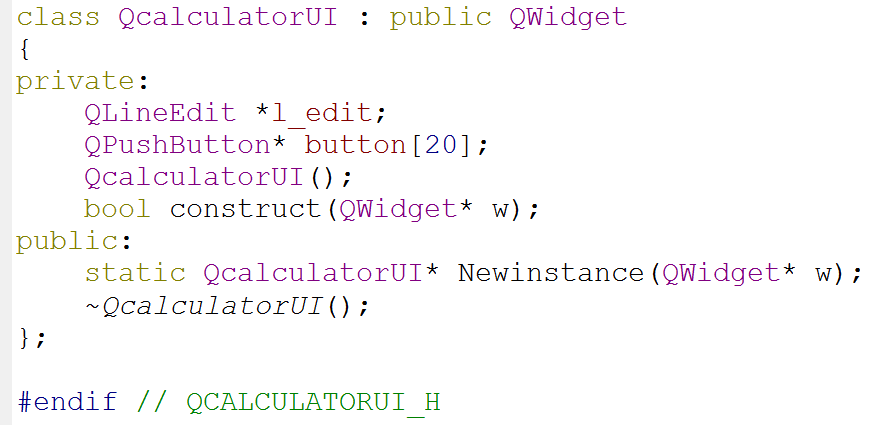 class QcalculatorUI : public QWidget
{
private:
    QLineEdit *l_edit;
    QPushButton* button[20];
    QcalculatorUI();
    bool construct(QWidget* w);
public:
    static QcalculatorUI* Newinstance(QWidget* w);
    ~QcalculatorUI();
};

#endif // QCALCULATORUI_H